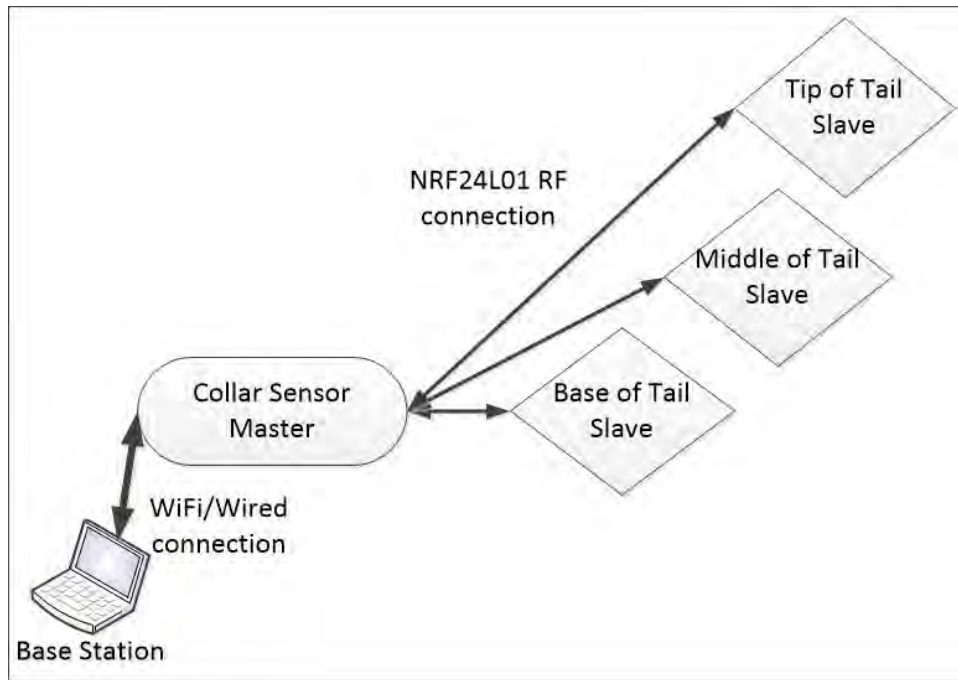 Tip of Tail
Slave
NRF24L01 RF
connection
Middle of Tail
Slave
Collar Sensor
Master
Base of Tail
Slave
WiFi/Wired
connection
Base Station